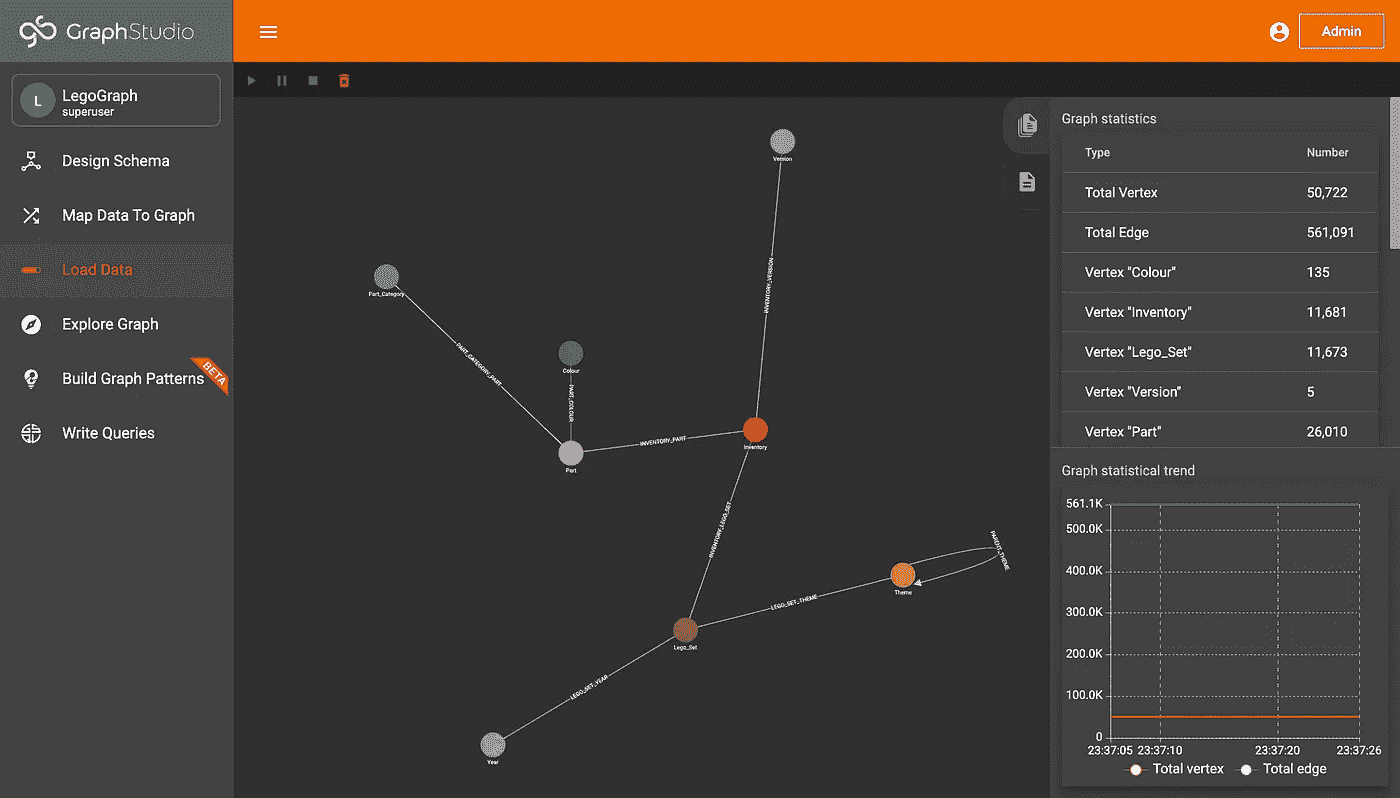 GraphStudio
Admin
L
LegoGraph
superuser
Design Schema
Map Data To Graph
Load Data
Explore Graph
Build Graph Patterns
BETA
Write Queries
Version
INVENTORY_VERSION
Part_Category
PART_CATEGORY_PART
Colour
PART_COLOUR
Part
INVENTORY_PART
Inventory
INVENTORY_LEGO_SET
PARENT_THEME
Theme
LEGO_SET_THEME
Lego_Set
LEGO_SET_YEAR
Year
Graph statistics
Type Number
Total Vertex 50,722
Total Edge 561,091
Vertex "Colour" 135
Vertex "Inventory" 11,681
Vertex "Lego_Set" 11,673
Vertex "Version" 5
Vertex "Part" 26,010
Graph statistical trend
561.1K
500.0K
400.0K
300.0K
200.0K
100.0K
0
23:37:05 23:37:10 23:37:20 23:37:26
Total vertex Total edge